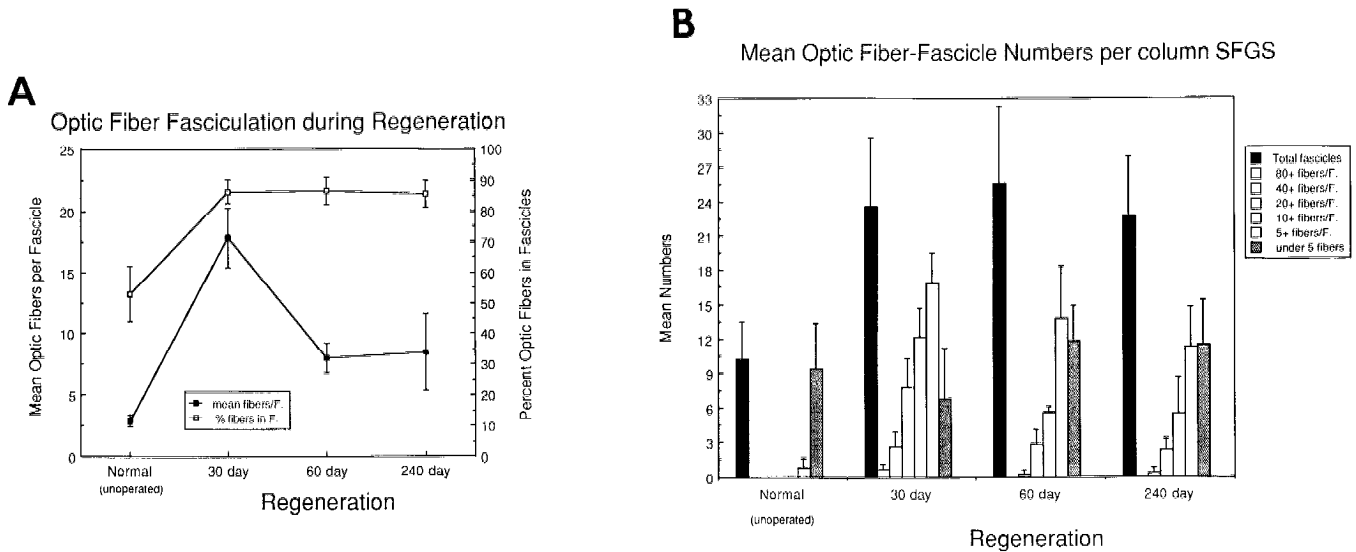 A
Optic Fiber Fasciculation during Regeneration
Mean Optic Fibers per Fascicle
25
20
15
10
5
0
100
90
80
70
60
50
40
30
20
10
0
Percent Optic Fibers in Fascicles
mean fibers/F.
% fibers in F.
Normal
(unoperated)
30 day
60 day
240 day
Regeneration
B
Mean Optic Fiber-Fascicle Numbers per column SFGS
Mean Numbers
33
30
27
24
21
18
15
12
9
6
3
0
Total fascicles
80+ fibers/F.
40+ fibers/F.
20+ fibers/F.
10+ fibers/F.
5+ fibers/F.
under 5 fibers
Normal
(unoperated)
30 day
60 day
240 day
Regeneration